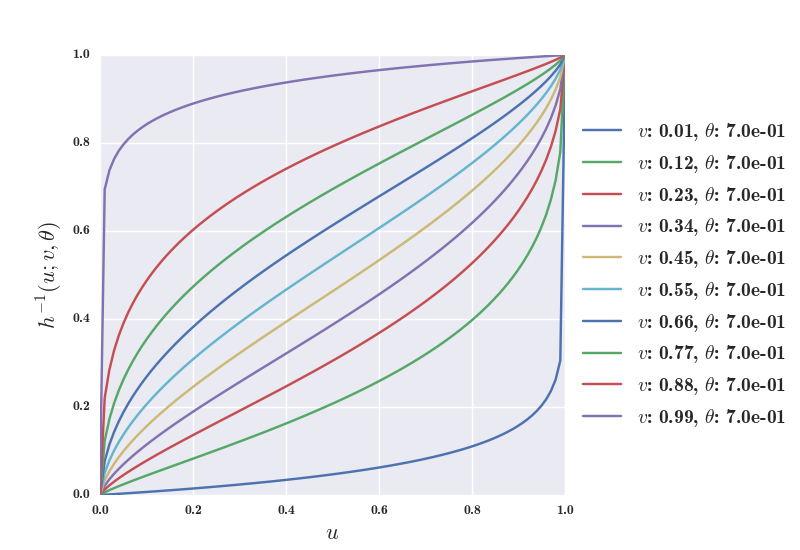 1.0
0.8
0.6
0.4
0.2
0.0
0.0 0.2 0.4 0.6 0.8 1.0
h⁻¹(u; v, θ)
u
v: 0.01, θ: 7.0e-01
v: 0.12, θ: 7.0e-01
v: 0.23, θ: 7.0e-01
v: 0.34, θ: 7.0e-01
v: 0.45, θ: 7.0e-01
v: 0.55, θ: 7.0e-01
v: 0.66, θ: 7.0e-01
v: 0.77, θ: 7.0e-01
v: 0.88, θ: 7.0e-01
v: 0.99, θ: 7.0e-01